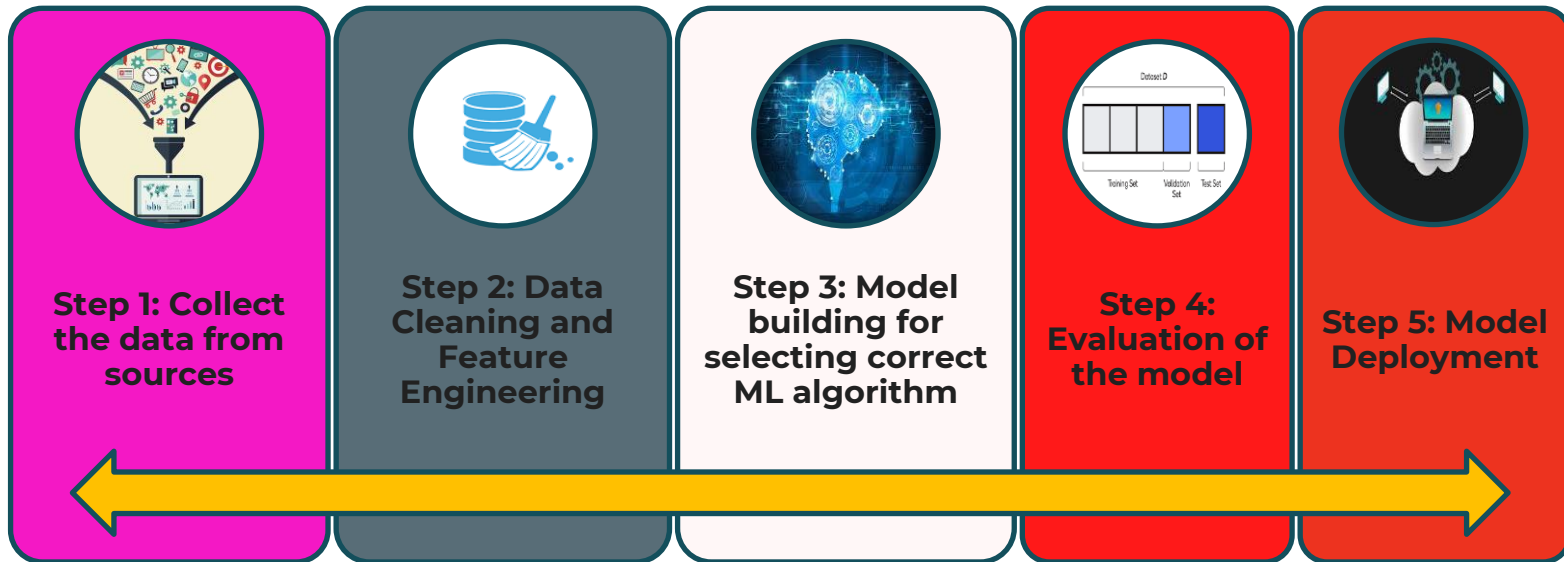 Step 1: Collect
the data from
sources
Step 2: Data
Cleaning and
Feature
Engineering
Step 3: Model
building for
selecting correct
ML algorithm
Dataset D
Training Set
Validation
Set
Test Set
Step 4:
Evaluation of
the model
Step 5: Model
Deployment